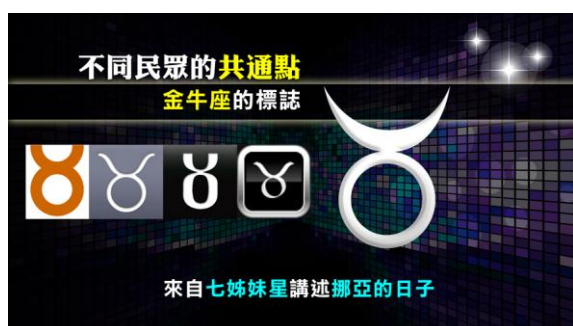 不同民眾的共通點
金牛座的標誌
來自七姊妹星講述挪亞的日子